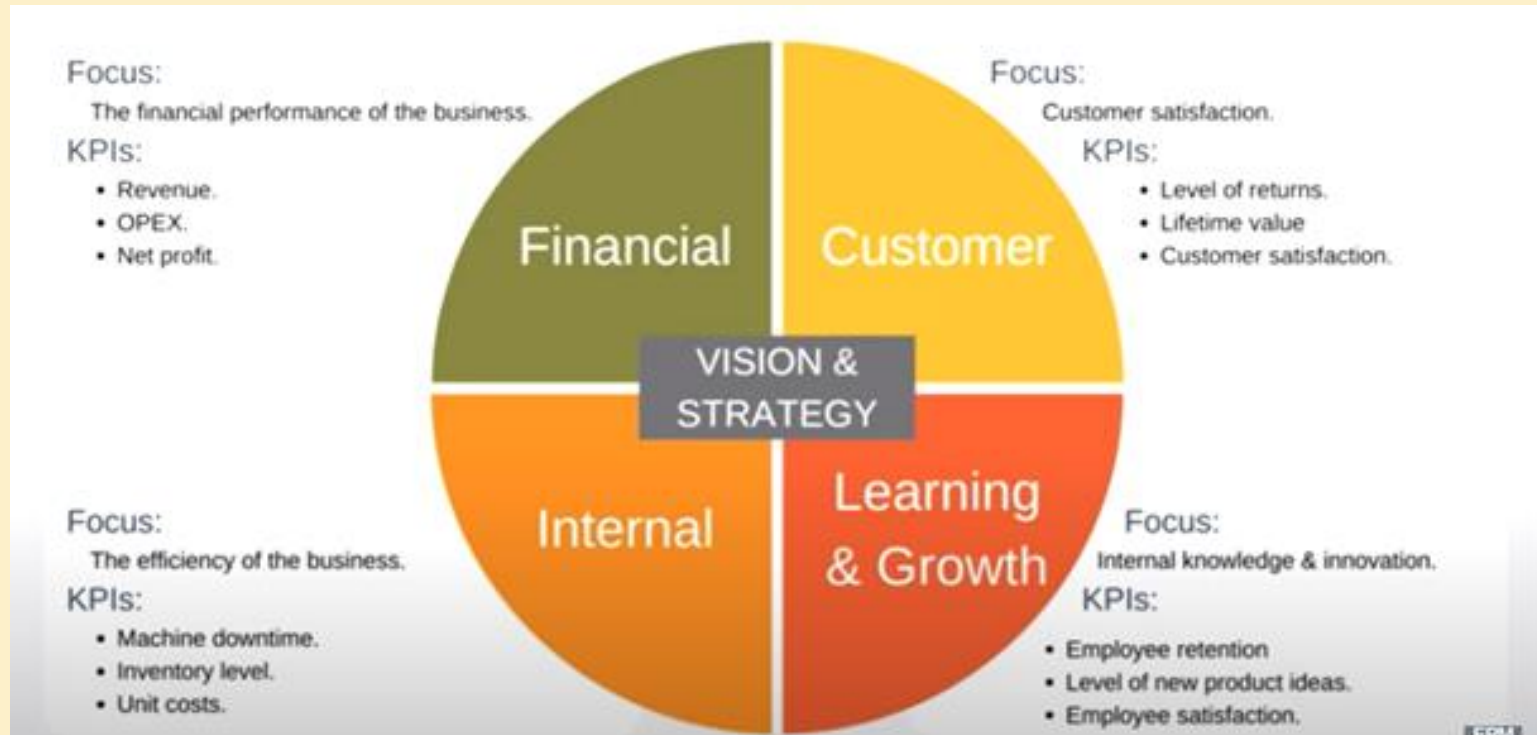 Focus:
The financial performance of the business.
KPIs:
• Revenue.
• OPEX.
• Net profit.
Focus:
Customer satisfaction.
KPIs:
• Level of returns.
• Lifetime value
• Customer satisfaction.
Financial
Customer
VISION &
STRATEGY
Internal
Learning
& Growth
Focus:
The efficiency of the business.
KPIs:
• Machine downtime.
• Inventory level.
• Unit costs.
Focus:
Internal knowledge & innovation.
KPIs:
• Employee retention
• Level of new product ideas.
• Employee satisfaction.